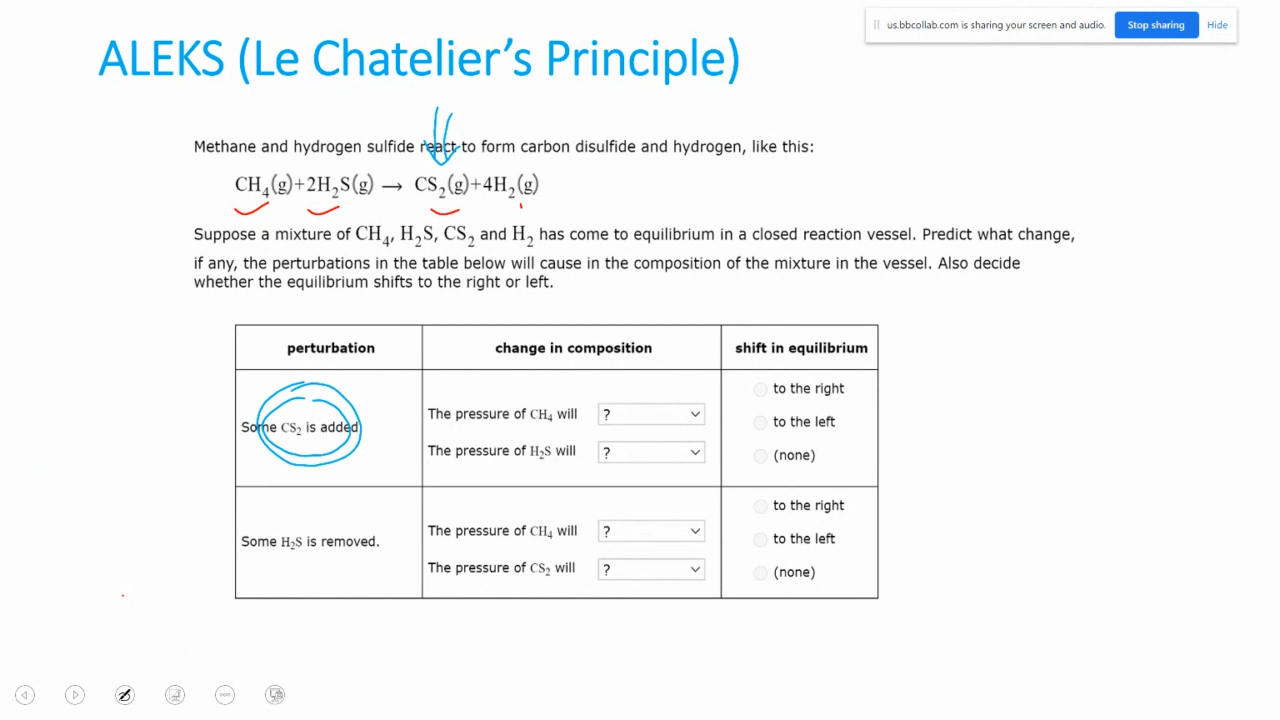 us.bbcollab.com is sharing your screen and audio. Stop sharing Hide
ALEKS (Le Chatelier’s Principle)
Methane and hydrogen sulfide react to form carbon disulfide and hydrogen, like this:
CH₄(g)+2H₂S(g) → CS₂(g)+4H₂(g)
Suppose a mixture of CH₄, H₂S, CS₂ and H₂ has come to equilibrium in a closed reaction vessel. Predict what change,
if any, the perturbations in the table below will cause in the composition of the mixture in the vessel. Also decide
whether the equilibrium shifts to the right or left.
perturbation change in composition shift in equilibrium
Some CS₂ is added
The pressure of CH₄ will ?
The pressure of H₂S will ?
to the right
to the left
(none)
Some H₂S is removed.
The pressure of CH₄ will ?
The pressure of CS₂ will ?
to the right
to the left
(none)